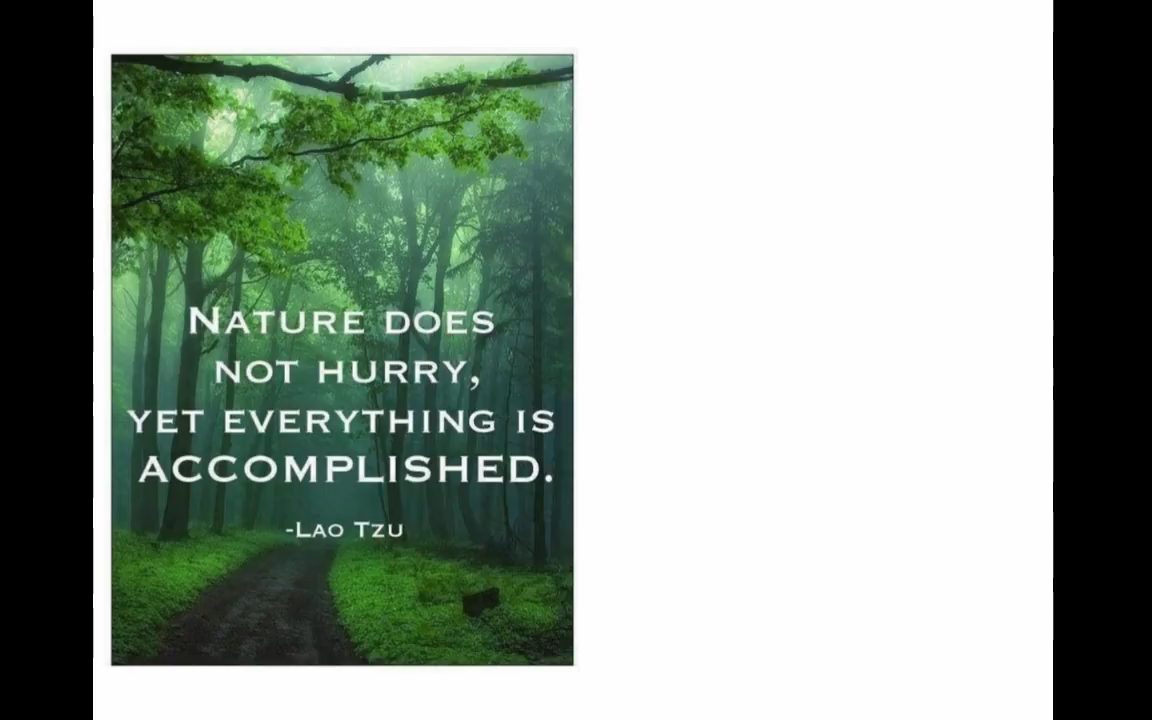 Nature does
not hurry,
yet everything is
accomplished.
-Lao Tzu